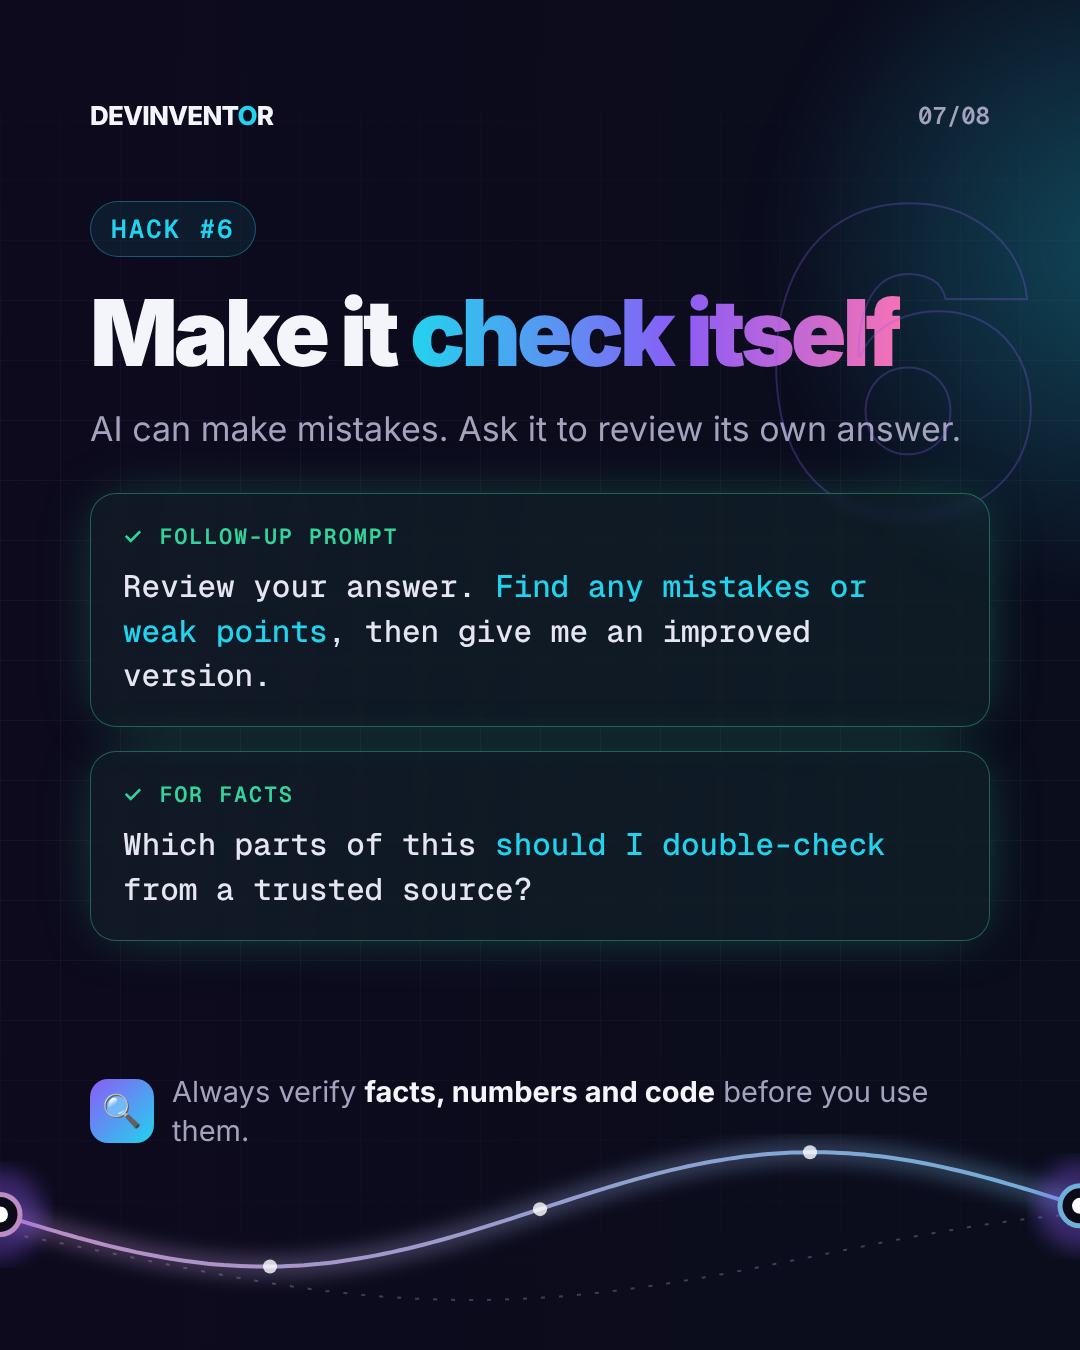 DEVINVENTOR
07/08
HACK #6
6
Make it check itself
AI can make mistakes. Ask it to review its own answer.
✓ FOLLOW-UP PROMPT
Review your answer. Find any mistakes or
weak points, then give me an improved
version.
✓ FOR FACTS
Which parts of this should I double-check
from a trusted source?
Always verify facts, numbers and code before you use
them.